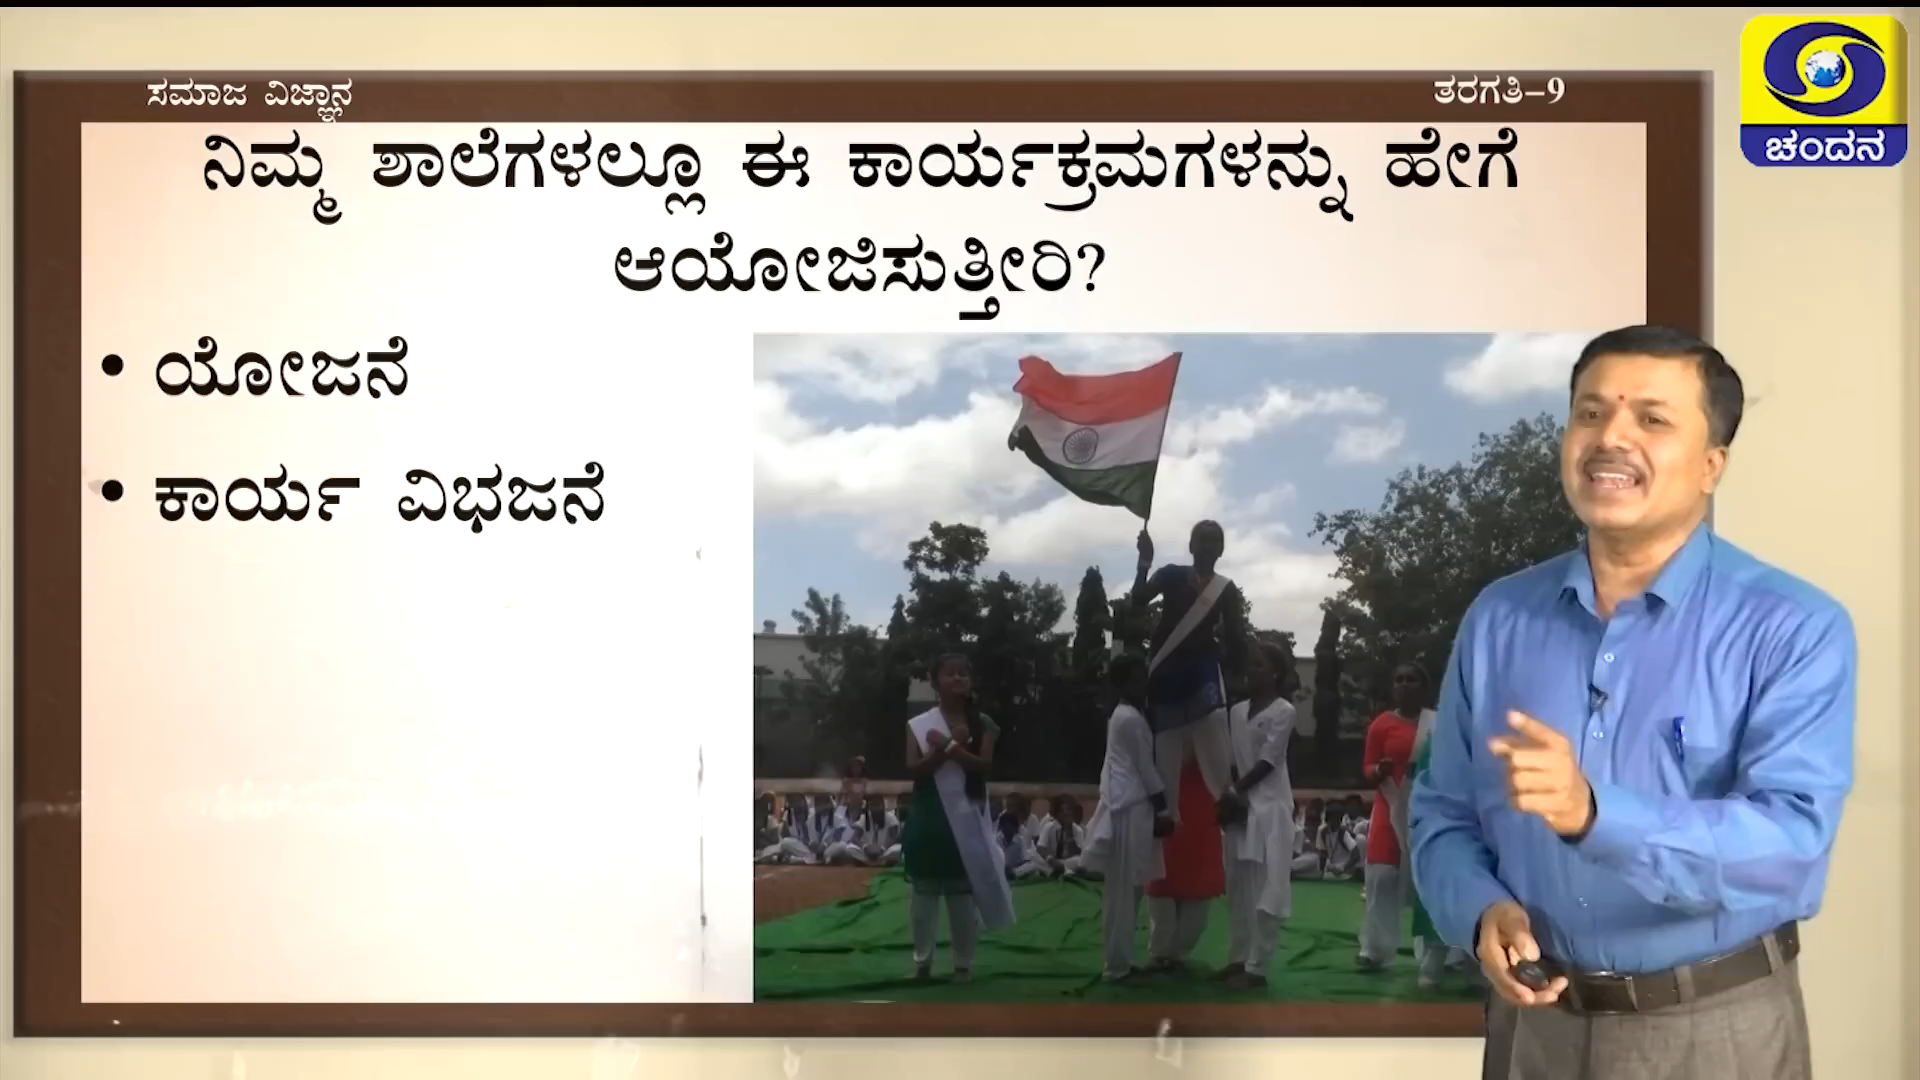 ಸಮಾಜ ವಿಜ್ಞಾನ
ತರಗತಿ-9
ಚಂದನ
ನಿಮ್ಮ ಶಾಲೆಗಳಲ್ಲೂ ಈ ಕಾರ್ಯಕ್ರಮಗಳನ್ನು ಹೇಗೆ
ಆಯೋಜಿಸುತ್ತೀರಿ?
• ಯೋಜನೆ
• ಕಾರ್ಯ ವಿಭಜನೆ